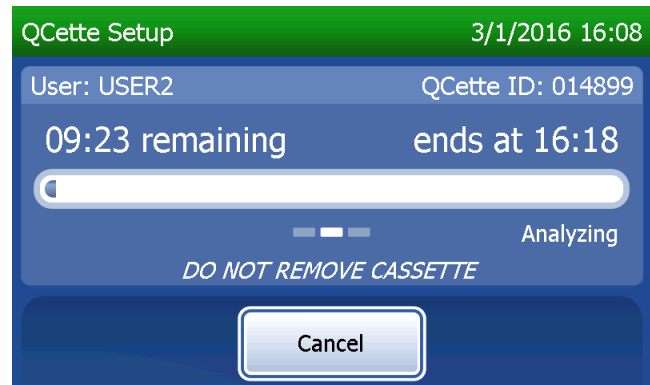 QCette Setup 3/1/2016 16:08
User: USER2 QCette ID: 014899
09:23 remaining ends at 16:18
Analyzing
DO NOT REMOVE CASSETTE
Cancel